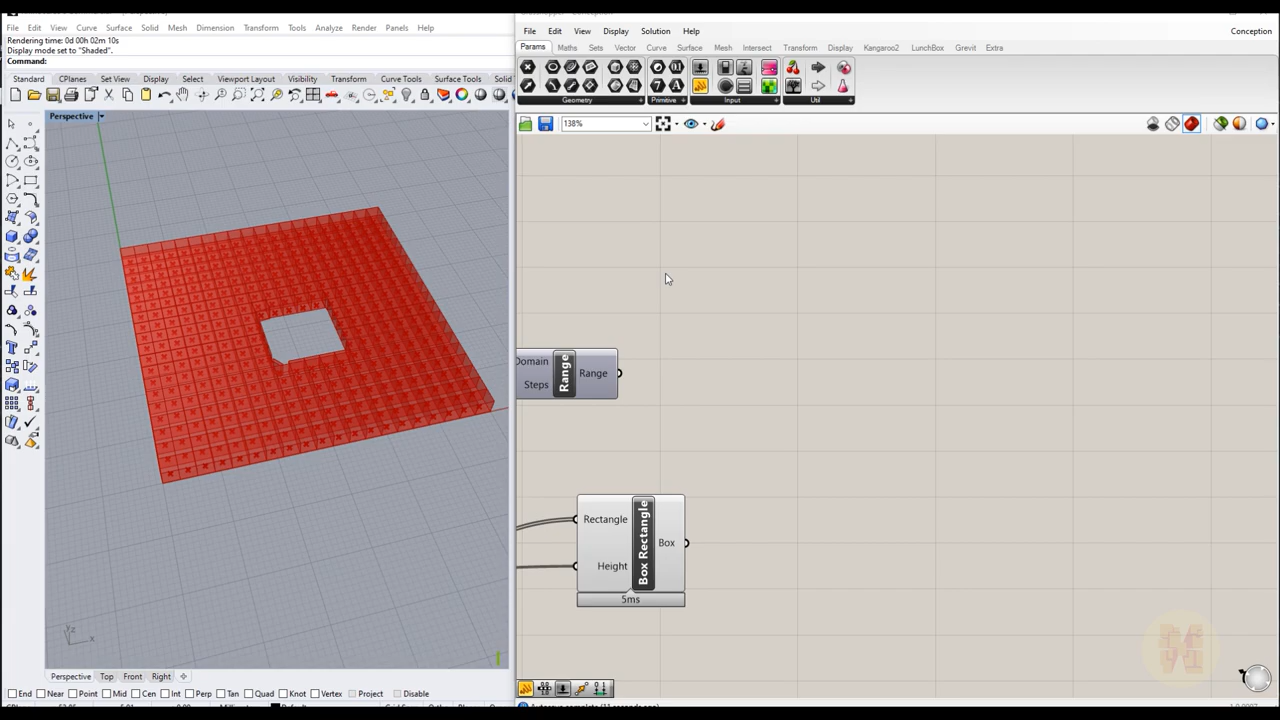 File Edit View Curve Surface Solid Mesh Dimension Transform Tools Analyze Render Panels Help
Rendering time: 0d 00h 02m 10s
Display mode set to "Shaded".
Command:
Standard CPlanes Set View Display Select Viewport Layout Visibility Transform Curve Tools Surface Tools Solid
Perspective
z
y
x
Perspective Top Front Right
End Near Point Mid Cen Int Perp Tan Quad Knot Vertex Project Disable
File Edit View Display Solution Help
Conception
Params Maths Sets Vector Curve Surface Mesh Intersect Transform Display Kangaroo2 LunchBox Grevit Extra
Geometry Primitive Input Util
138%
Domain
Steps
Range
Range
Rectangle
Height
Box Rectangle
Box
5ms
Autosave complete (11 seconds ago)